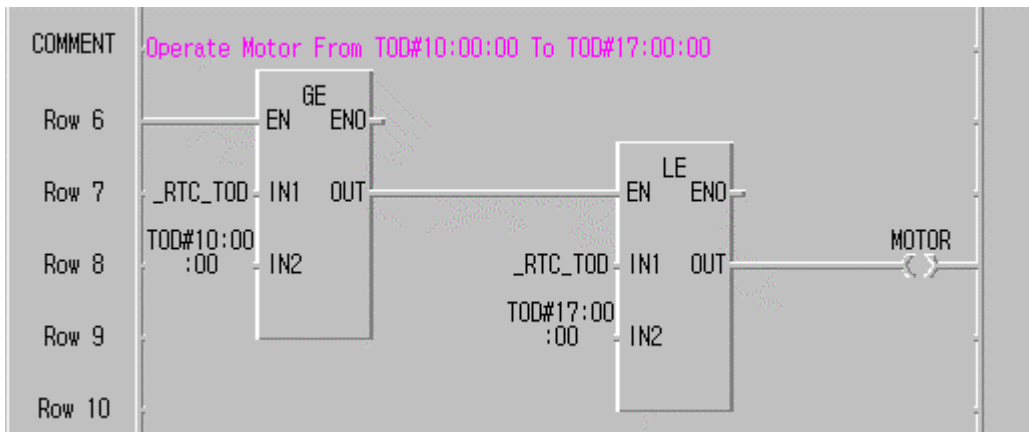 COMMENT Operate Motor From TOD#10:00:00 To TOD#17:00:00
GE
Row 6 EN ENO
LE
Row 7 _RTC_TOD IN1 OUT EN ENO
TOD#10:00 MOTOR
Row 8 :00 IN2 _RTC_TOD IN1 OUT
TOD#17:00
Row 9 :00 IN2
Row 10